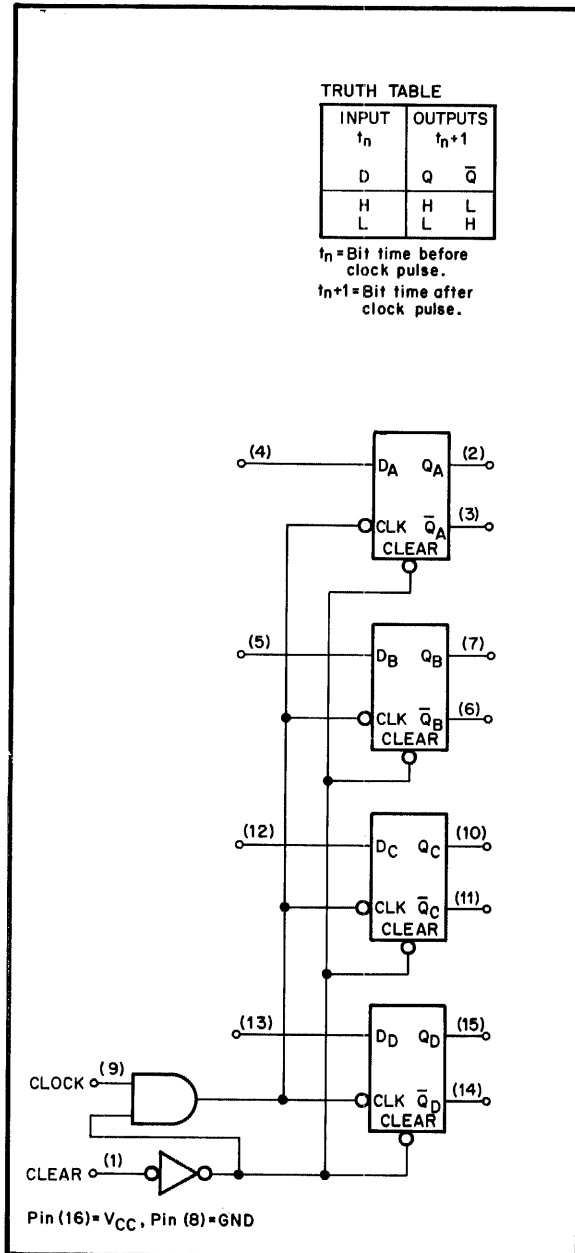 TRUTH TABLE
INPUT OUTPUTS
tn tn+1
D Q Q̅
H H L
L L H
tn = Bit time before
clock pulse.
tn+1 = Bit time after
clock pulse.
(4) DA QA (2)
CLK Q̅A (3)
CLEAR
(5) DB QB (7)
CLK Q̅B (6)
CLEAR
(12) DC QC (10)
CLK Q̅C (11)
CLEAR
(13) DD QD (15)
CLOCK (9)
CLK Q̅D (14)
CLEAR
CLEAR (1)
Pin (16) = VCC, Pin (8) = GND